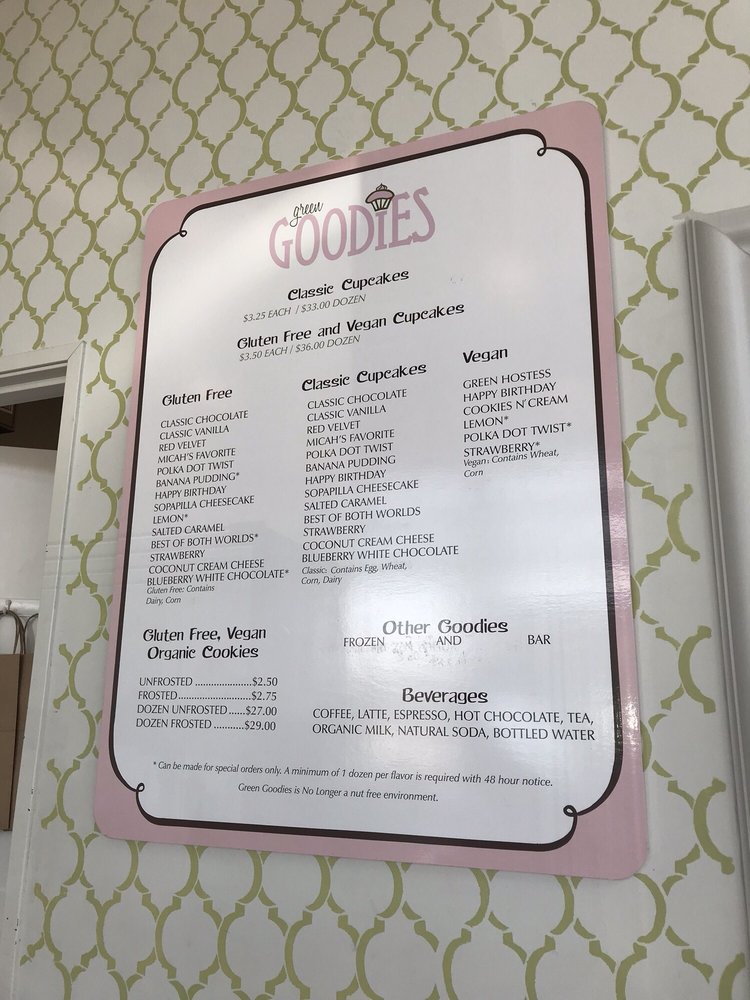 green
GOODIES
Classic Cupcakes
$3.25 EACH / $33.00 DOZEN
Gluten Free and Vegan Cupcakes
$3.50 EACH / $36.00 DOZEN
Gluten Free
CLASSIC CHOCOLATE
CLASSIC VANILLA
RED VELVET
MICAH'S FAVORITE
POLKA DOT TWIST
BANANA PUDDING*
HAPPY BIRTHDAY
SOPAPILLA CHEESECAKE
LEMON*
SALTED CARAMEL
BEST OF BOTH WORLDS*
STRAWBERRY
COCONUT CREAM CHEESE
BLUEBERRY WHITE CHOCOLATE*
Gluten Free: Contains
Dairy, Corn
Classic Cupcakes
CLASSIC CHOCOLATE
CLASSIC VANILLA
RED VELVET
MICAH'S FAVORITE
POLKA DOT TWIST
BANANA PUDDING
HAPPY BIRTHDAY
SOPAPILLA CHEESECAKE
SALTED CARAMEL
BEST OF BOTH WORLDS
STRAWBERRY
COCONUT CREAM CHEESE
BLUEBERRY WHITE CHOCOLATE
Classic: Contains Egg, Wheat,
Corn, Dairy
Vegan
GREEN HOSTESS
HAPPY BIRTHDAY
COOKIES N' CREAM
LEMON*
POLKA DOT TWIST*
STRAWBERRY*
Vegan: Contains Wheat,
Corn
Gluten Free, Vegan
Organic Cookies
UNFROSTED ......................$2.50
FROSTED............................$2.75
DOZEN UNFROSTED......$27.00
DOZEN FROSTED ...........$29.00
Other Goodies
FROZEN AND BAR
Beverages
COFFEE, LATTE, ESPRESSO, HOT CHOCOLATE, TEA,
ORGANIC MILK, NATURAL SODA, BOTTLED WATER
* Can be made for special orders only. A minimum of 1 dozen per flavor is required with 48 hour notice.
Green Goodies is No Longer a nut free environment.